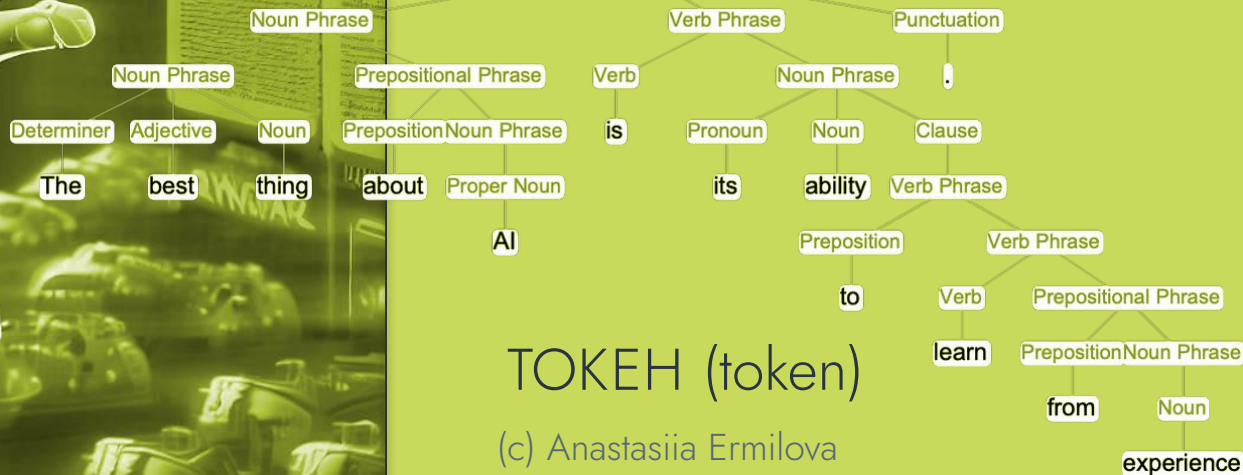 Noun Phrase Verb Phrase Punctuation
Noun Phrase Prepositional Phrase Verb Noun Phrase .
Determiner Adjective Noun Preposition Noun Phrase is Pronoun Noun Clause
The best thing about Proper Noun its ability Verb Phrase
AI Preposition Verb Phrase
to Verb Prepositional Phrase
learn Preposition Noun Phrase
TOKEH (token)
from Noun
(c) Anastasiia Ermilova
experience